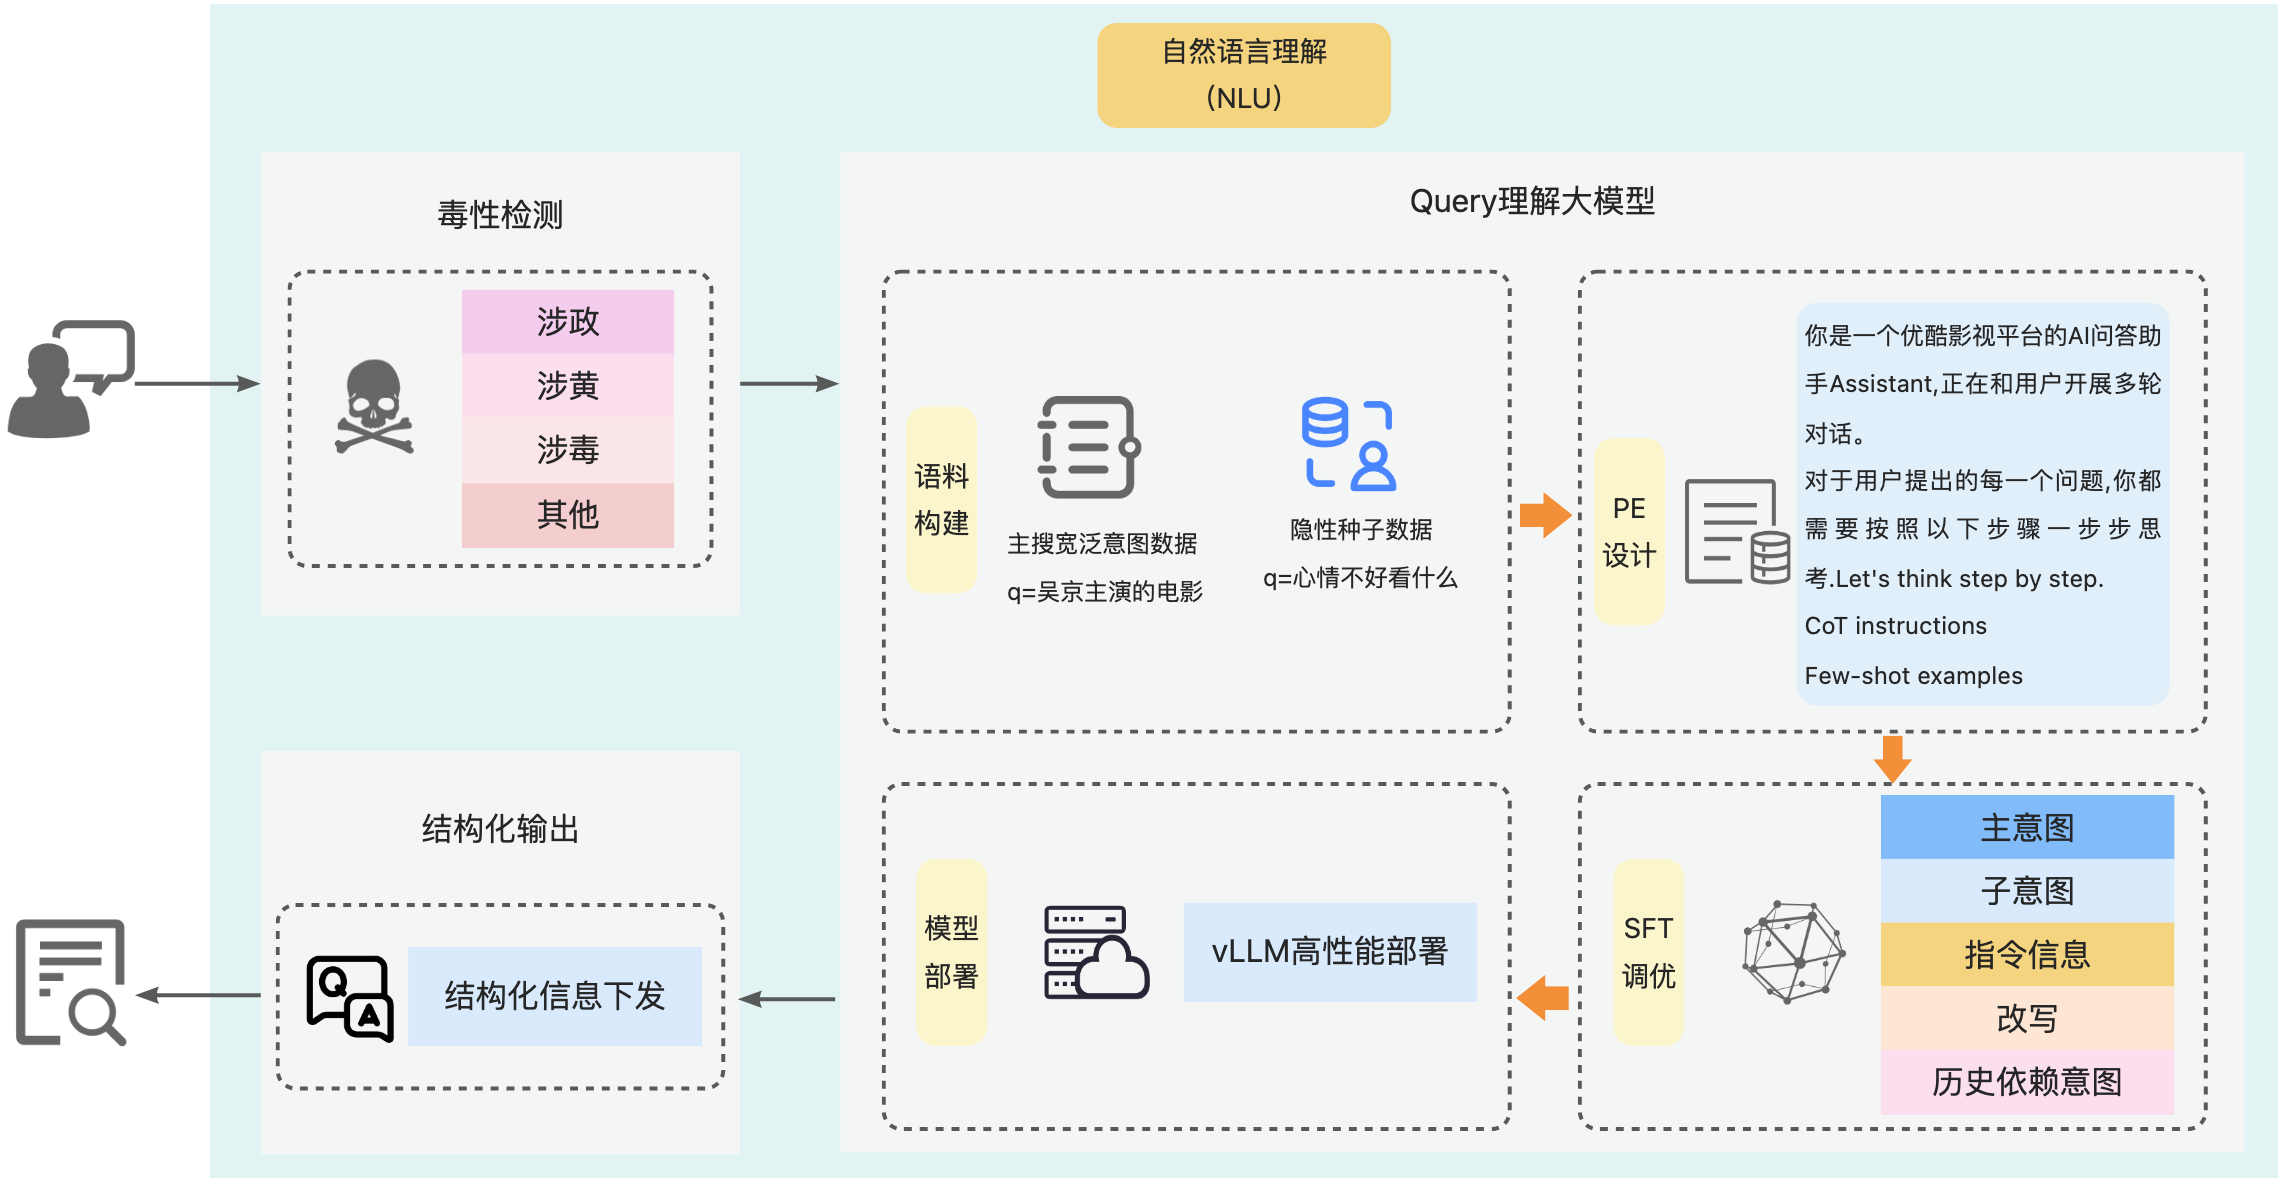 自然语言理解
(NLU)
毒性检测
涉政
涉黄
涉毒
其他
Query理解大模型
语料
构建
主搜宽泛意图数据
q=吴京主演的电影
隐性种子数据
q=心情不好看什么
PE
设计
你是一个优酷影视平台的AI问答助
手Assistant,正在和用户开展多轮
对话。
对于用户提出的每一个问题,你都
需要按照以下步骤一步步思
考.Let's think step by step.
CoT instructions
Few-shot examples
SFT
调优
主意图
子意图
指令信息
改写
历史依赖意图
模型
部署
vLLM高性能部署
结构化输出
Q
A
结构化信息下发